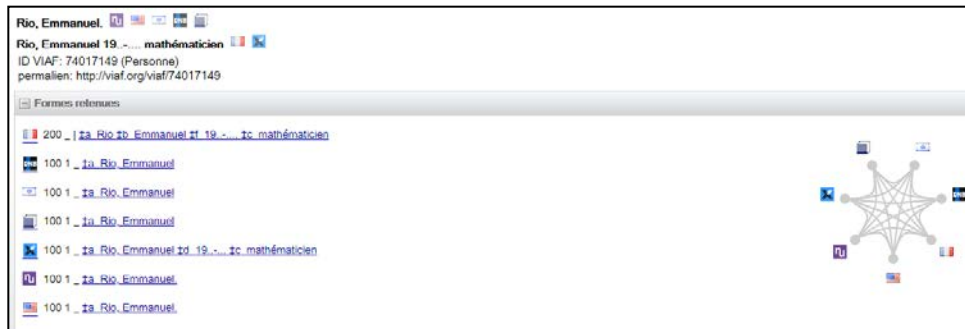 Rio, Emmanuel.
Rio, Emmanuel 19..-.... mathématicien
ID VIAF: 74017149 (Personne)
permalien: http://viaf.org/viaf/74017149
Formes retenues
200 _ | ‡a Rio ‡b Emmanuel ‡f 19..-.... ‡c mathématicien
100 1 _ ‡a Rio, Emmanuel
100 1 _ ‡a Rio, Emmanuel
100 1 _ ‡a Rio, Emmanuel
100 1 _ ‡a Rio, Emmanuel ‡d 19..-.... ‡c mathématicien
100 1 _ ‡a Rio, Emmanuel.
100 1 _ ‡a Rio, Emmanuel.